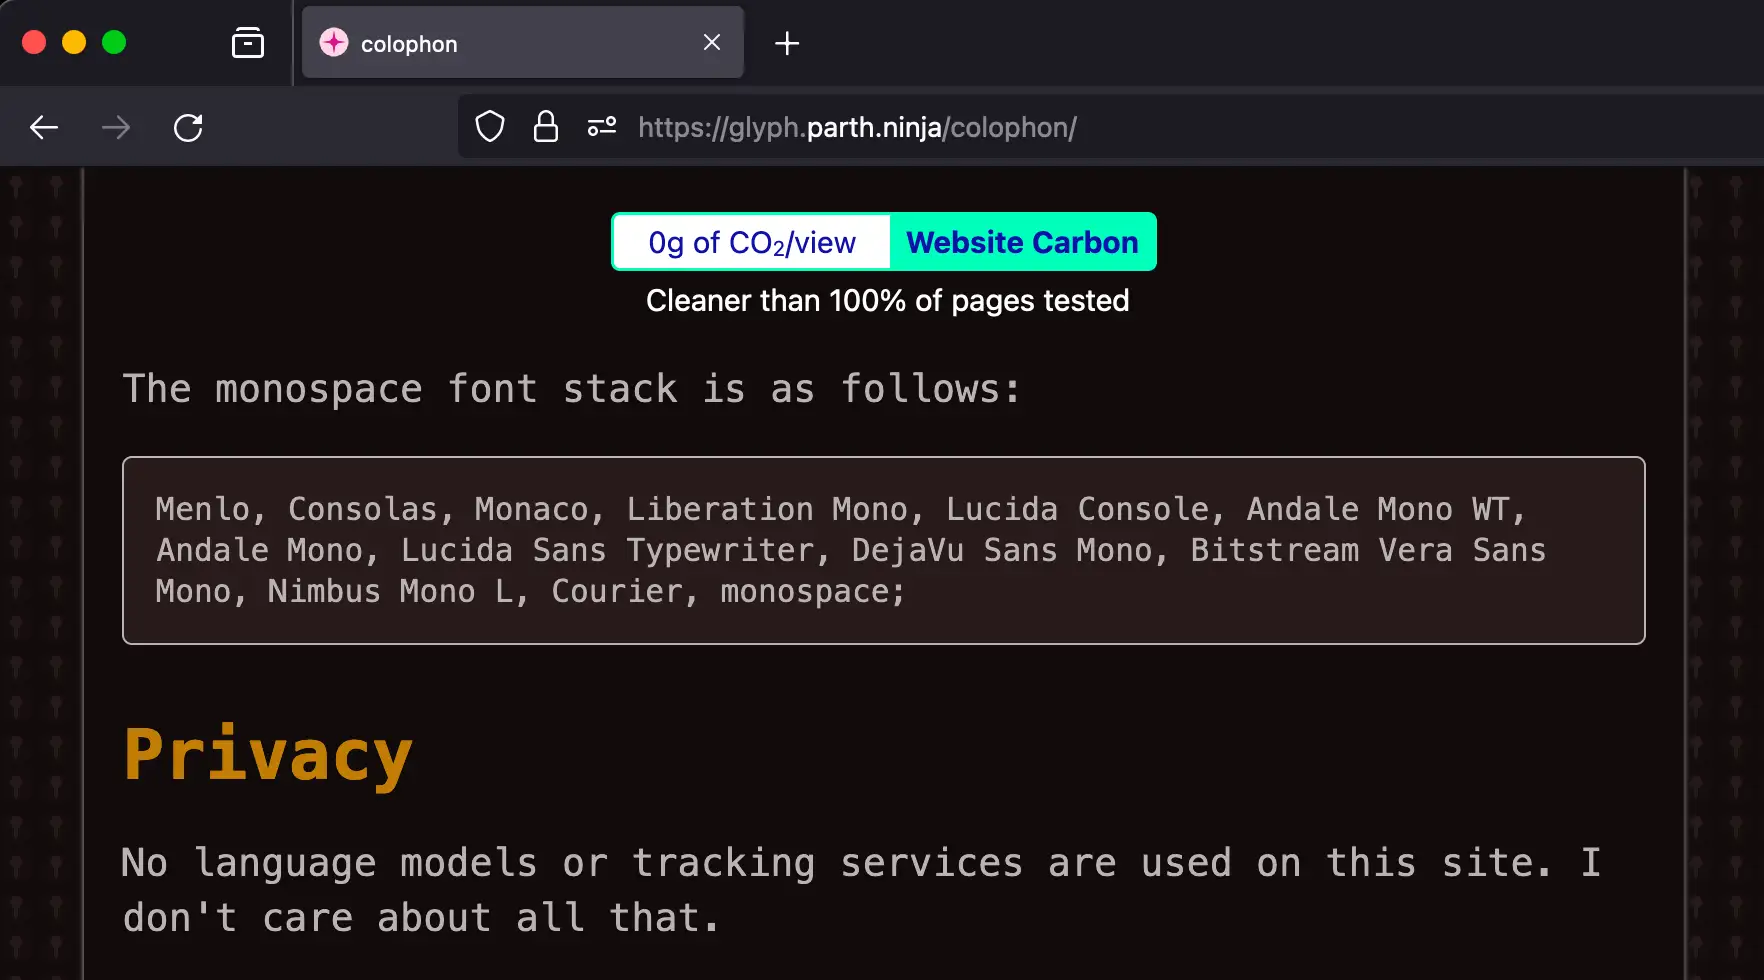 colophon
https://glyph.parth.ninja/colophon/
0g of CO₂/view Website Carbon
Cleaner than 100% of pages tested
The monospace font stack is as follows:
Menlo, Consolas, Monaco, Liberation Mono, Lucida Console, Andale Mono WT,
Andale Mono, Lucida Sans Typewriter, DejaVu Sans Mono, Bitstream Vera Sans
Mono, Nimbus Mono L, Courier, monospace;
Privacy
No language models or tracking services are used on this site. I
don't care about all that.